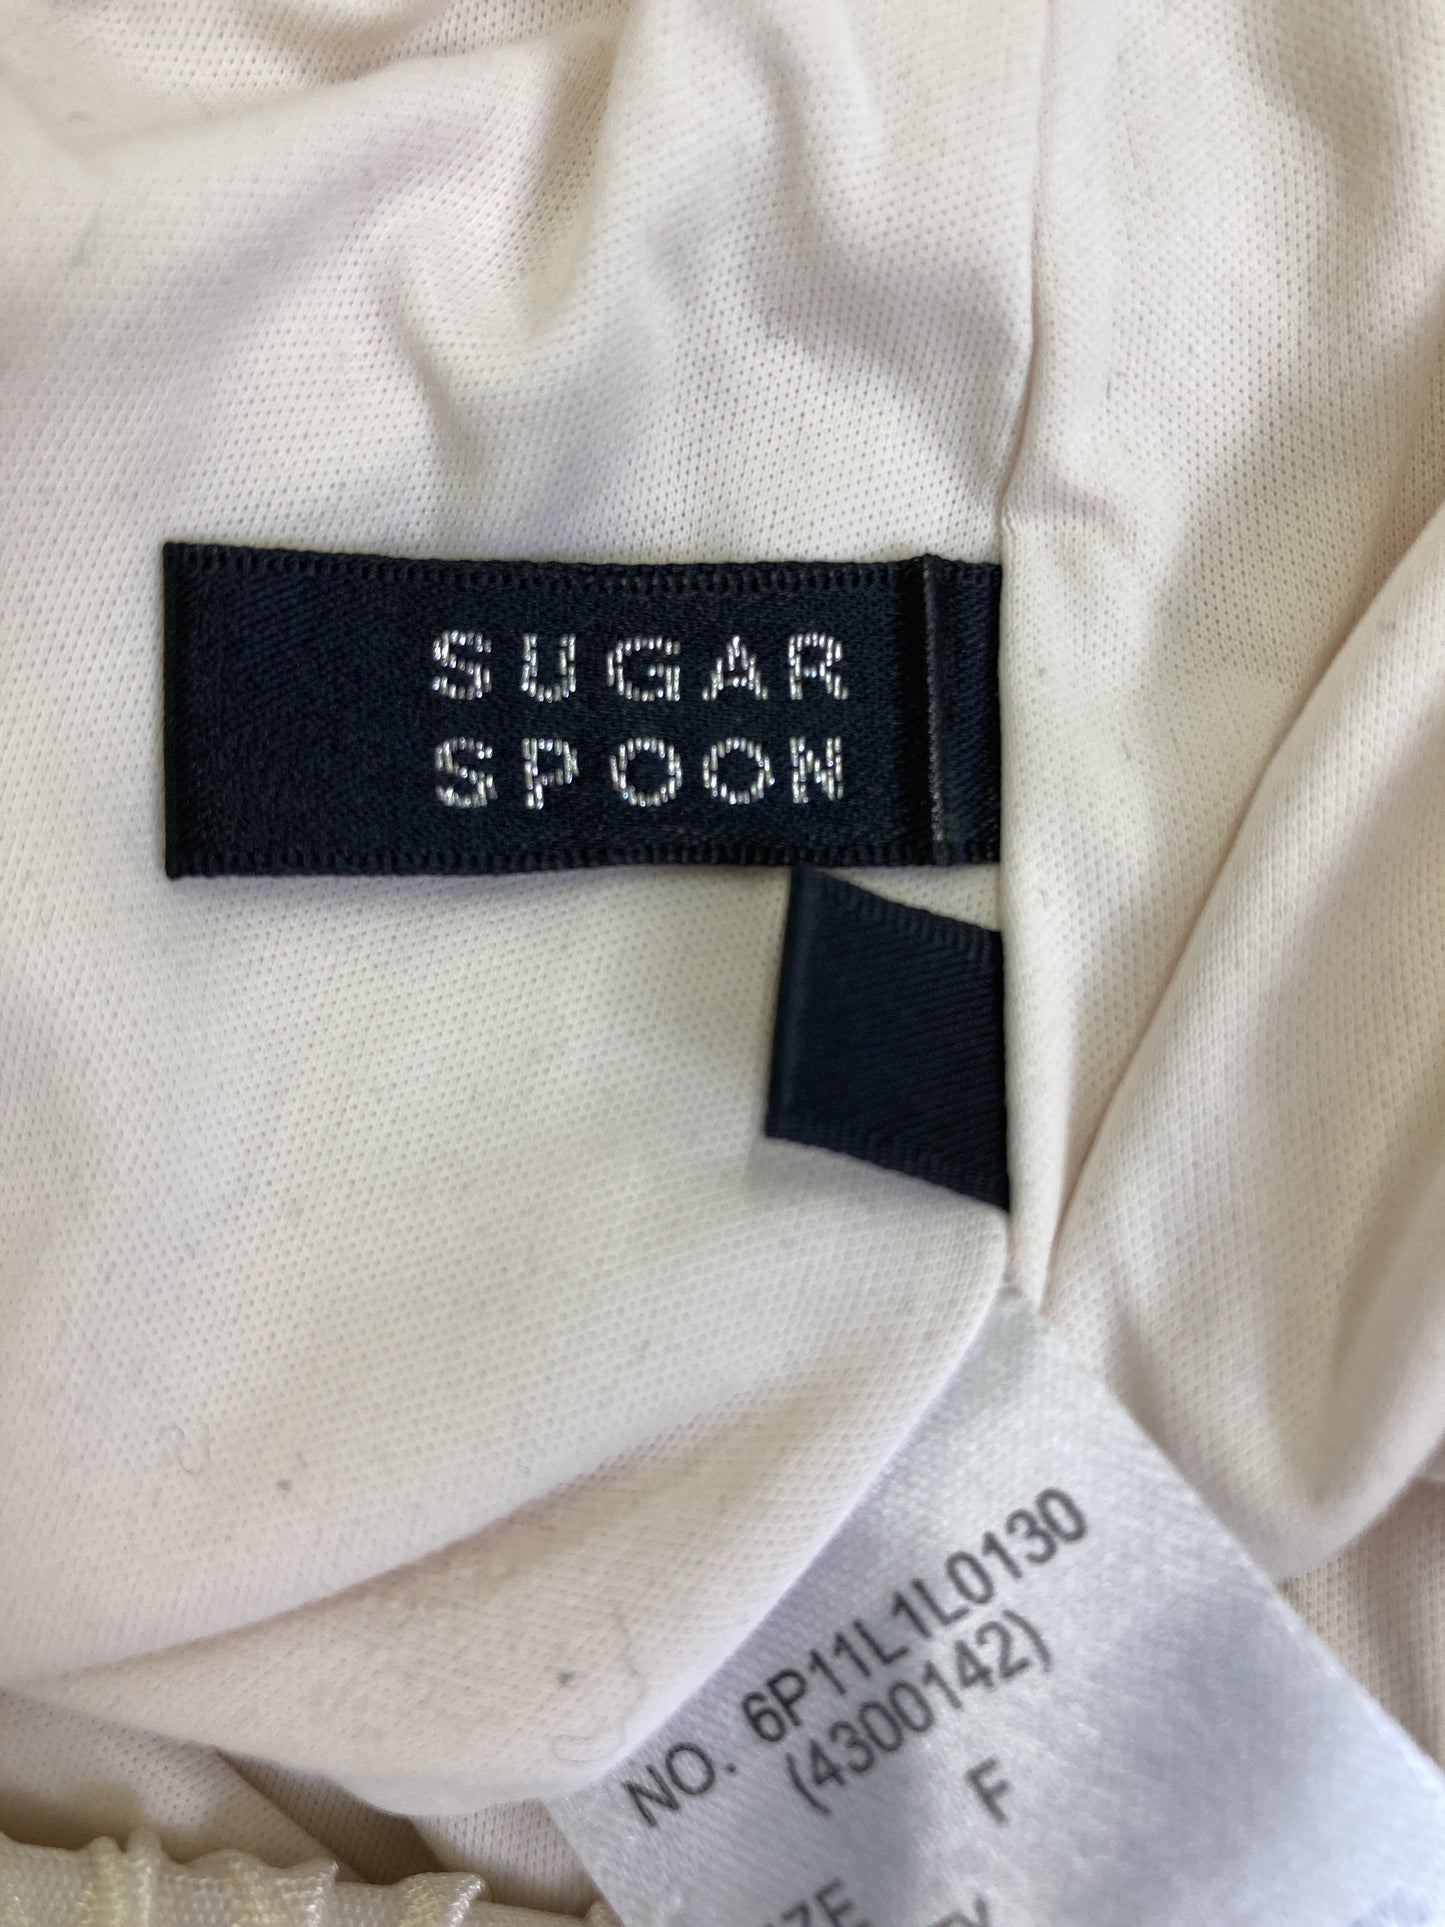 SUGAR
SPOON
NO. 6P11L1L0130
(4300142)
F